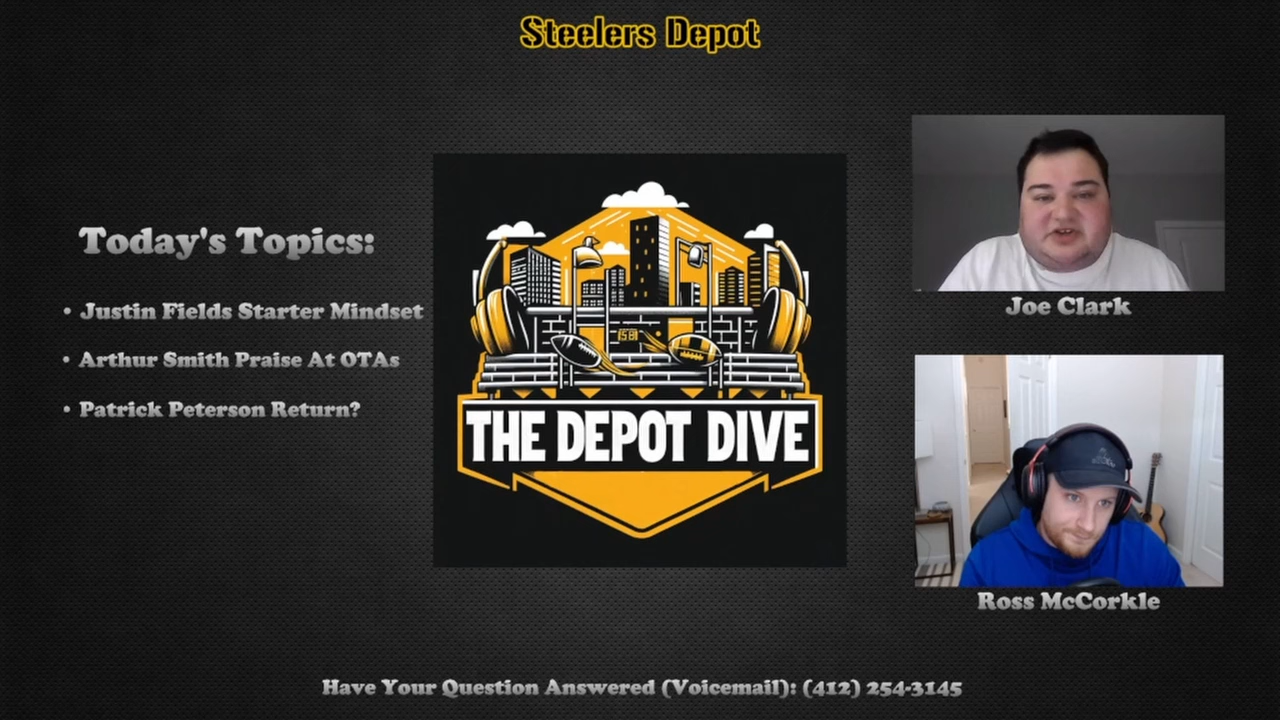 Steelers Depot
Today's Topics:
• Justin Fields Starter Mindset
• Arthur Smith Praise At OTAs
• Patrick Peterson Return?
THE DEPOT DIVE
Joe Clark
Ross McCorkle
Have Your Question Answered (Voicemail): (412) 254-3145